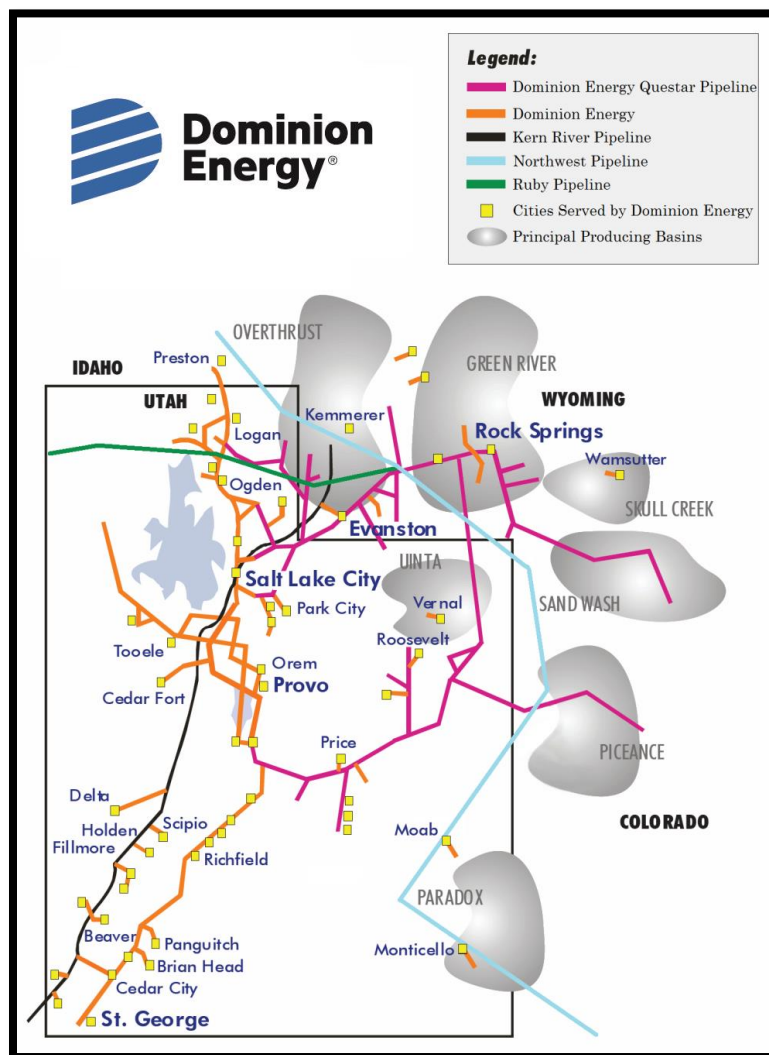 Dominion
Energy®
Legend:
Dominion Energy Questar Pipeline
Dominion Energy
Kern River Pipeline
Northwest Pipeline
Ruby Pipeline
Cities Served by Dominion Energy
Principal Producing Basins
OVERTHRUST
Preston
IDAHO
GREEN RIVER
UTAH
WYOMING
Kemmerer
Logan
Rock Springs
Wamsutter
Ogden
SKULL CREEK
Evanston
UINTA
Salt Lake City
Vernal
SAND WASH
Park City
Roosevelt
Tooele
Orem
Provo
Cedar Fort
Price
PICEANCE
Delta
Scipio
Holden
Fillmore
Moab
COLORADO
Richfield
PARADOX
Beaver
Panguitch
Monticello
Brian Head
Cedar City
St. George